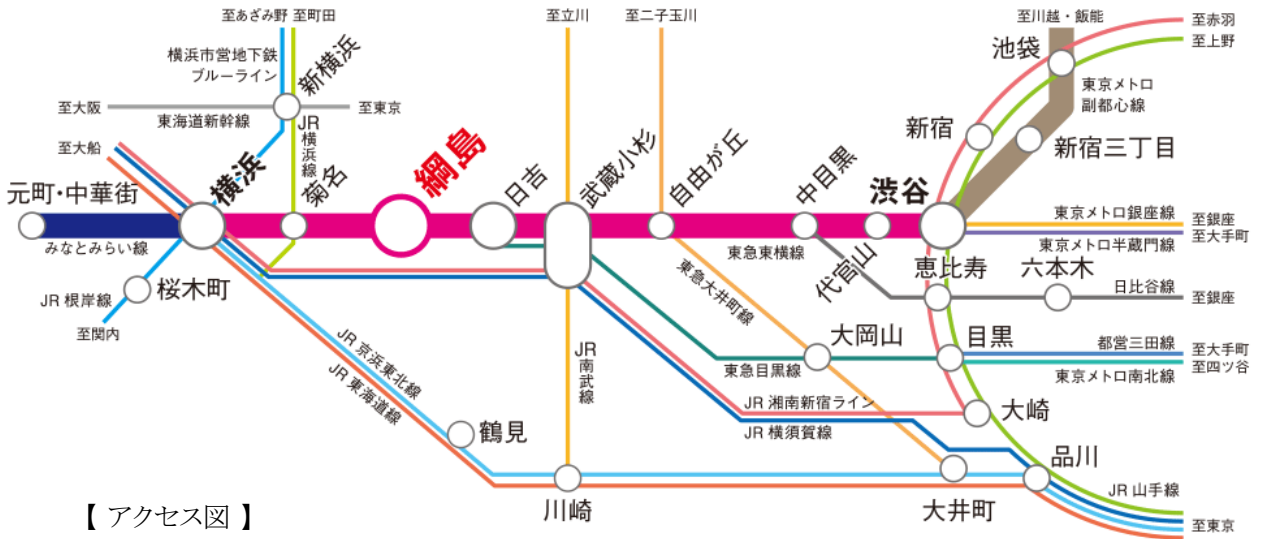 至あざみ野 至町田
至立川
至二子玉川
至川越・飯能
至赤羽
至上野
横浜市営地下鉄
ブルーライン
新横浜
池袋
東京メトロ
副都心線
至大阪
東海道新幹線
至東京
JR横浜線
新宿
新宿三丁目
至大船
元町・中華街
横浜
菊名
綱島
日吉
武蔵小杉
自由が丘
中目黒
渋谷
東京メトロ銀座線
至銀座
至大手町
みなとみらい線
東急東横線
東京メトロ半蔵門線
代官山
恵比寿
六本木
桜木町
JR 根岸線
至関内
東急大井町線
日比谷線
至銀座
大岡山
目黒
都営三田線
至大手町
JR 京浜東北線
JR 東海道線
JR南武線
東急目黒線
東京メトロ南北線
至四ツ谷
JR 湘南新宿ライン
大崎
JR 横須賀線
鶴見
品川
川崎
大井町
JR 山手線
至東京
【 アクセス図 】